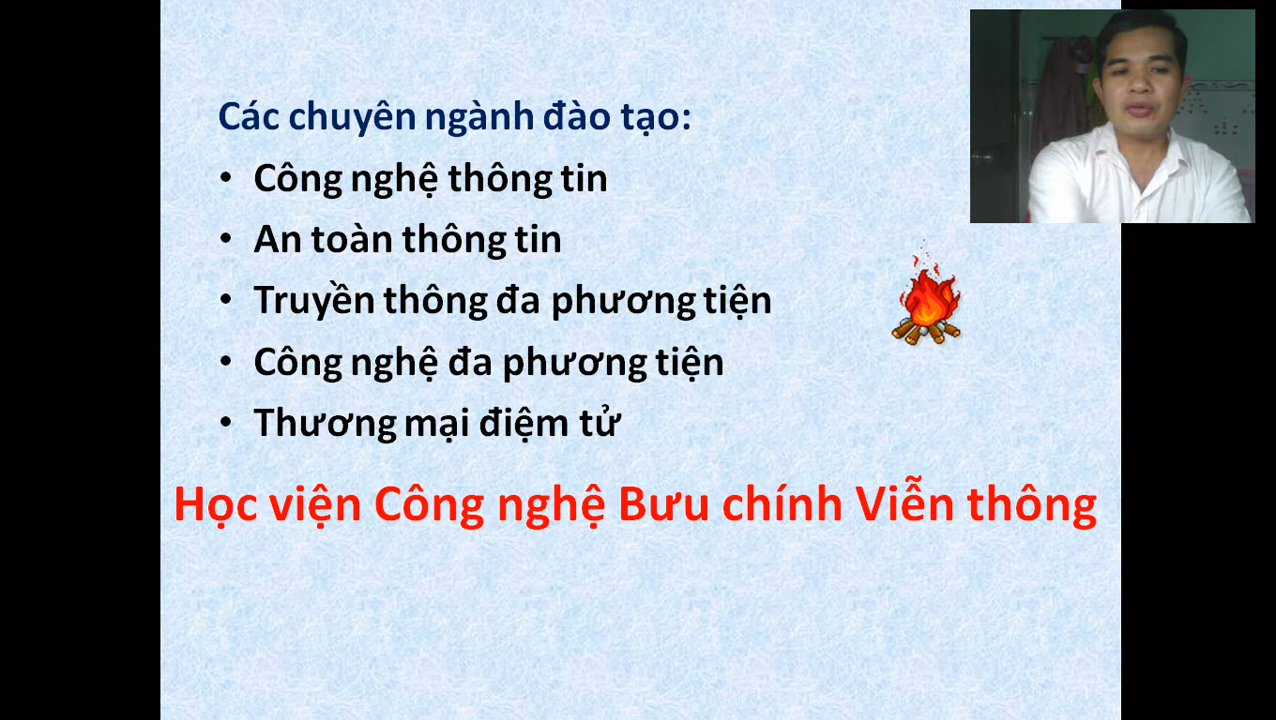 Các chuyên ngành đào tạo:
• Công nghệ thông tin
• An toàn thông tin
• Truyền thông đa phương tiện
• Công nghệ đa phương tiện
• Thương mại điệm tử
Học viện Công nghệ Bưu chính Viễn thông